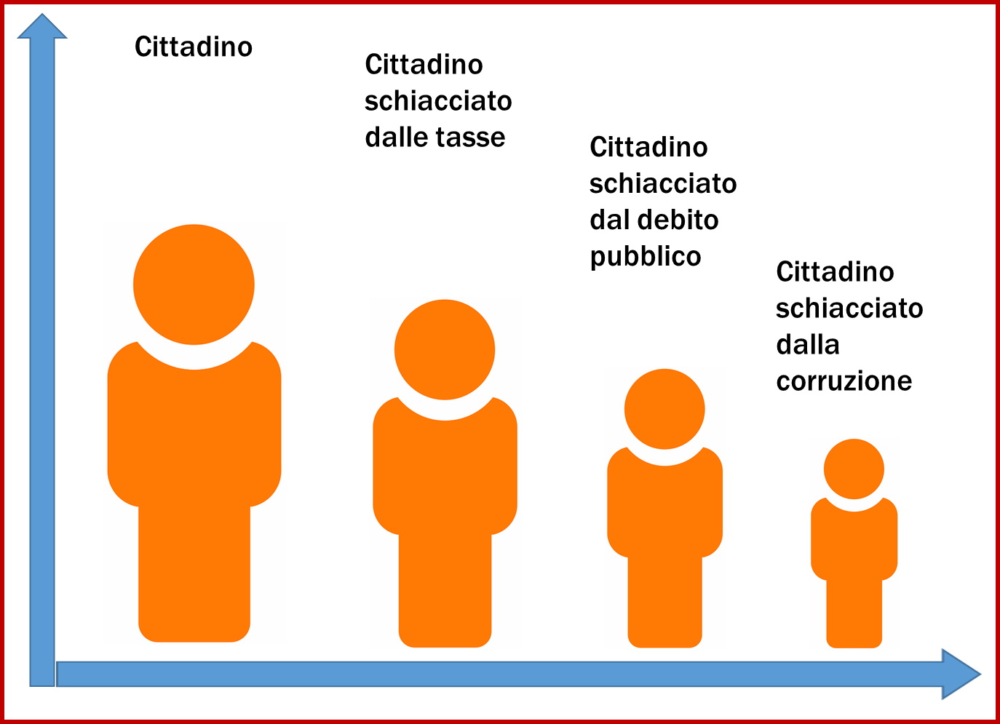 Cittadino
Cittadino
schiacciato
dalle tasse
Cittadino
schiacciato
dal debito
pubblico
Cittadino
schiacciato
dalla
corruzione